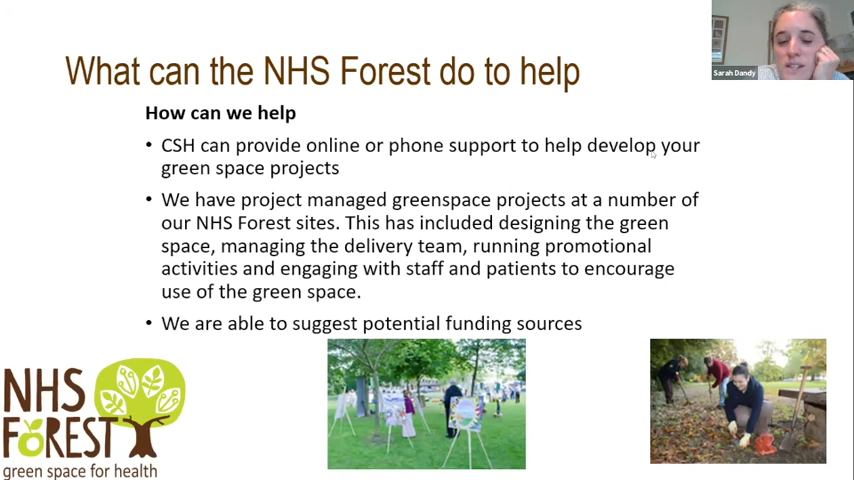 What can the NHS Forest do to help
Sarah Dandy
How can we help
• CSH can provide online or phone support to help develop your
green space projects
• We have project managed greenspace projects at a number of
our NHS Forest sites. This has included designing the green
space, managing the delivery team, running promotional
activities and engaging with staff and patients to encourage
use of the green space.
• We are able to suggest potential funding sources
NHS
FOREST
green space for health